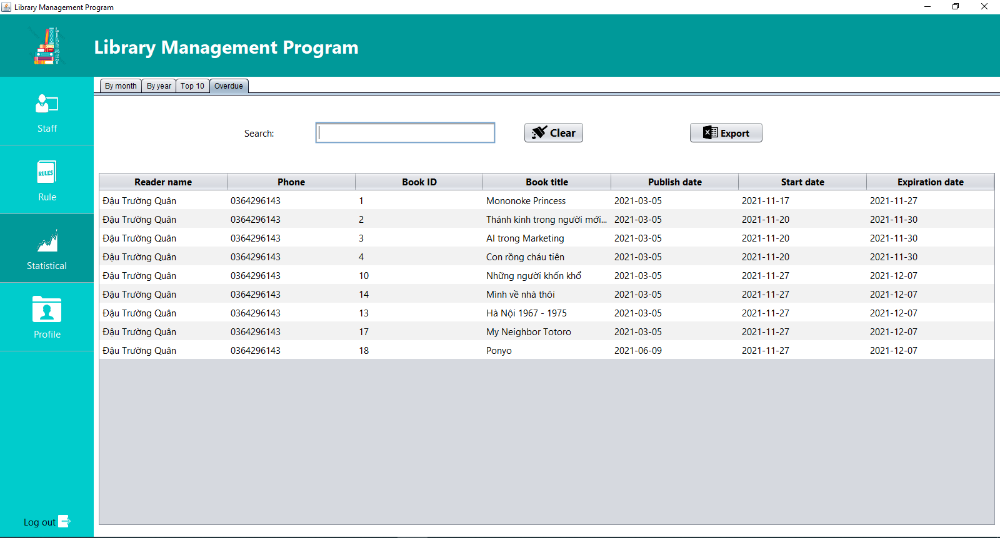 Library Management Program
Library Management Program
By month By year Top 10 Overdue
Staff
RULES
Rule
Statistical
Profile
Log out
Search: Clear Export
Reader name Phone Book ID Book title Publish date Start date Expiration date
Đậu Trường Quân 0364296143 1 Mononoke Princess 2021-03-05 2021-11-17 2021-11-27
Đậu Trường Quân 0364296143 2 Thánh kinh trong người mới... 2021-03-05 2021-11-20 2021-11-30
Đậu Trường Quân 0364296143 3 AI trong Marketing 2021-03-05 2021-11-20 2021-11-30
Đậu Trường Quân 0364296143 4 Con rồng cháu tiên 2021-03-05 2021-11-20 2021-11-30
Đậu Trường Quân 0364296143 10 Những người khốn khổ 2021-03-05 2021-11-27 2021-12-07
Đậu Trường Quân 0364296143 14 Mình về nhà thôi 2021-03-05 2021-11-27 2021-12-07
Đậu Trường Quân 0364296143 13 Hà Nội 1967 - 1975 2021-03-05 2021-11-27 2021-12-07
Đậu Trường Quân 0364296143 17 My Neighbor Totoro 2021-03-05 2021-11-27 2021-12-07
Đậu Trường Quân 0364296143 18 Ponyo 2021-06-09 2021-11-27 2021-12-07